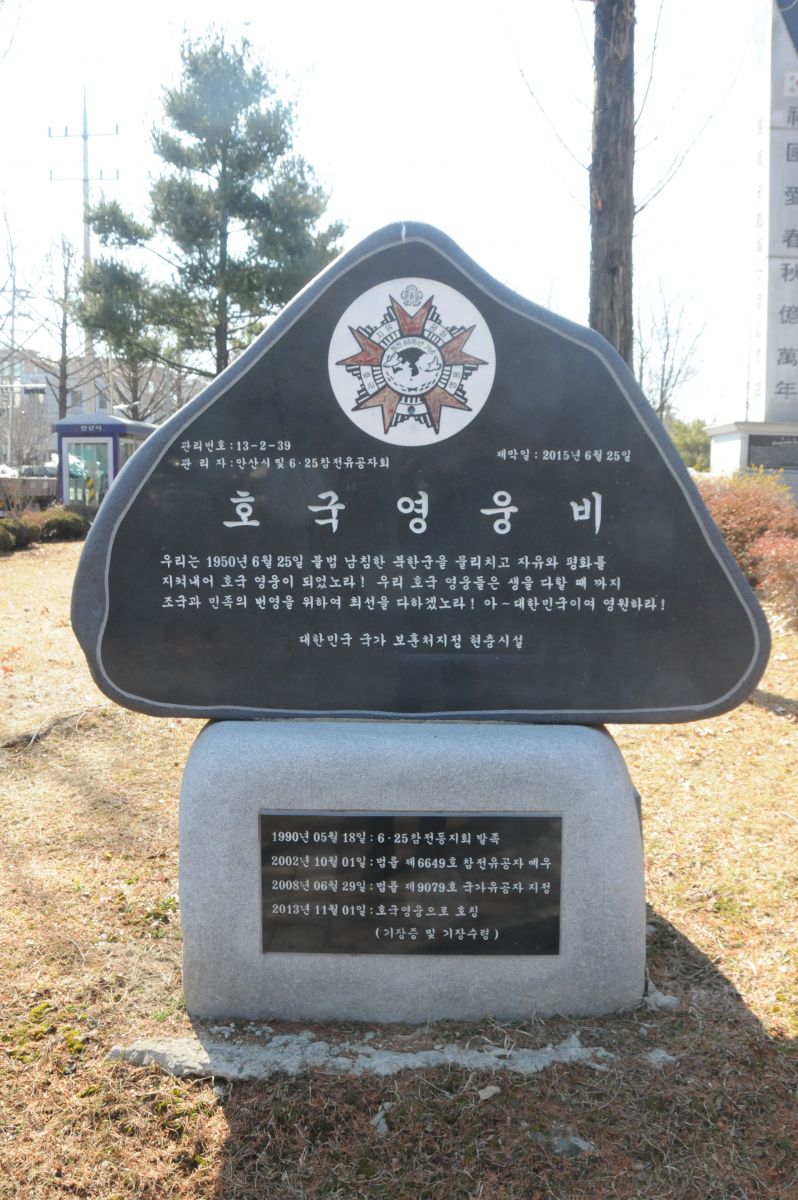 관리번호 : 13-2-39
관 리 자 : 안산시 및 6·25참전유공자회
제막일 : 2015년 6월 25일
호국영웅비
우리는 1950년 6월 25일 불법 남침한 북한군을 물리치고 자유와 평화를
지켜내어 호국 영웅이 되었노라! 우리 호국 영웅들은 생을 다할 때 까지
조국과 민족의 번영을 위하여 최선을 다하겠노라! 아~대한민국이여 영원하라!
대한민국 국가 보훈처지정 현충시설
1990년 05월 18일 : 6·25참전동지회 발족
2002년 10월 01일 : 법률 제6649호 참전유공자 예우
2008년 06월 29일 : 법률 제9079호 국가유공자 지정
2013년 11월 01일 : 호국영웅으로 호칭
(기장증 및 기장수령)
안산시
國愛春秋億萬年